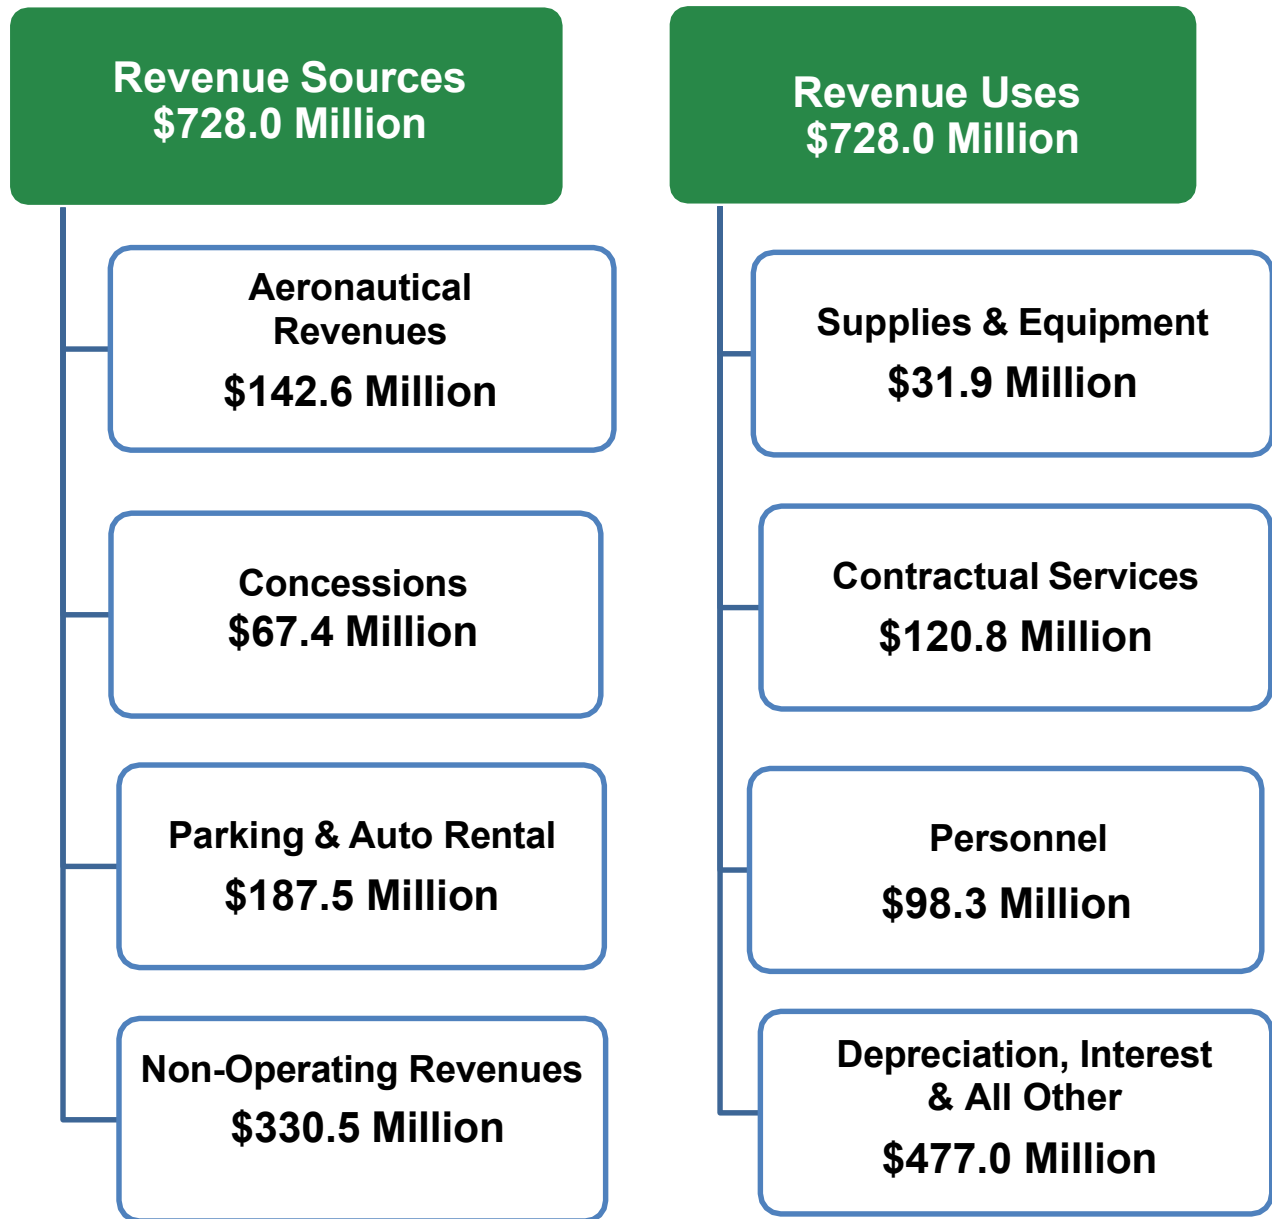 Revenue Sources
$728.0 Million
Aeronautical
Revenues
$142.6 Million
Concessions
$67.4 Million
Parking & Auto Rental
$187.5 Million
Non-Operating Revenues
$330.5 Million
Revenue Uses
$728.0 Million
Supplies & Equipment
$31.9 Million
Contractual Services
$120.8 Million
Personnel
$98.3 Million
Depreciation, Interest
& All Other
$477.0 Million